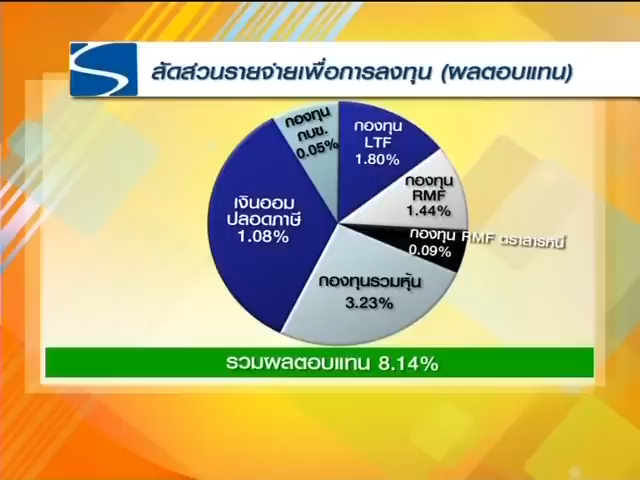 สัดส่วนรายจ่ายเพื่อการลงทุน (ผลตอบแทน)
กองทุน
กบข.
0.05%
กองทุน
LTF
1.80%
กองทุน
RMF
1.44%
กองทุน RMF ตราสารหนี้
0.09%
กองทุนรวมหุ้น
3.23%
เงินออม
ปลอดภาษี
1.08%
รวมผลตอบแทน 8.14%